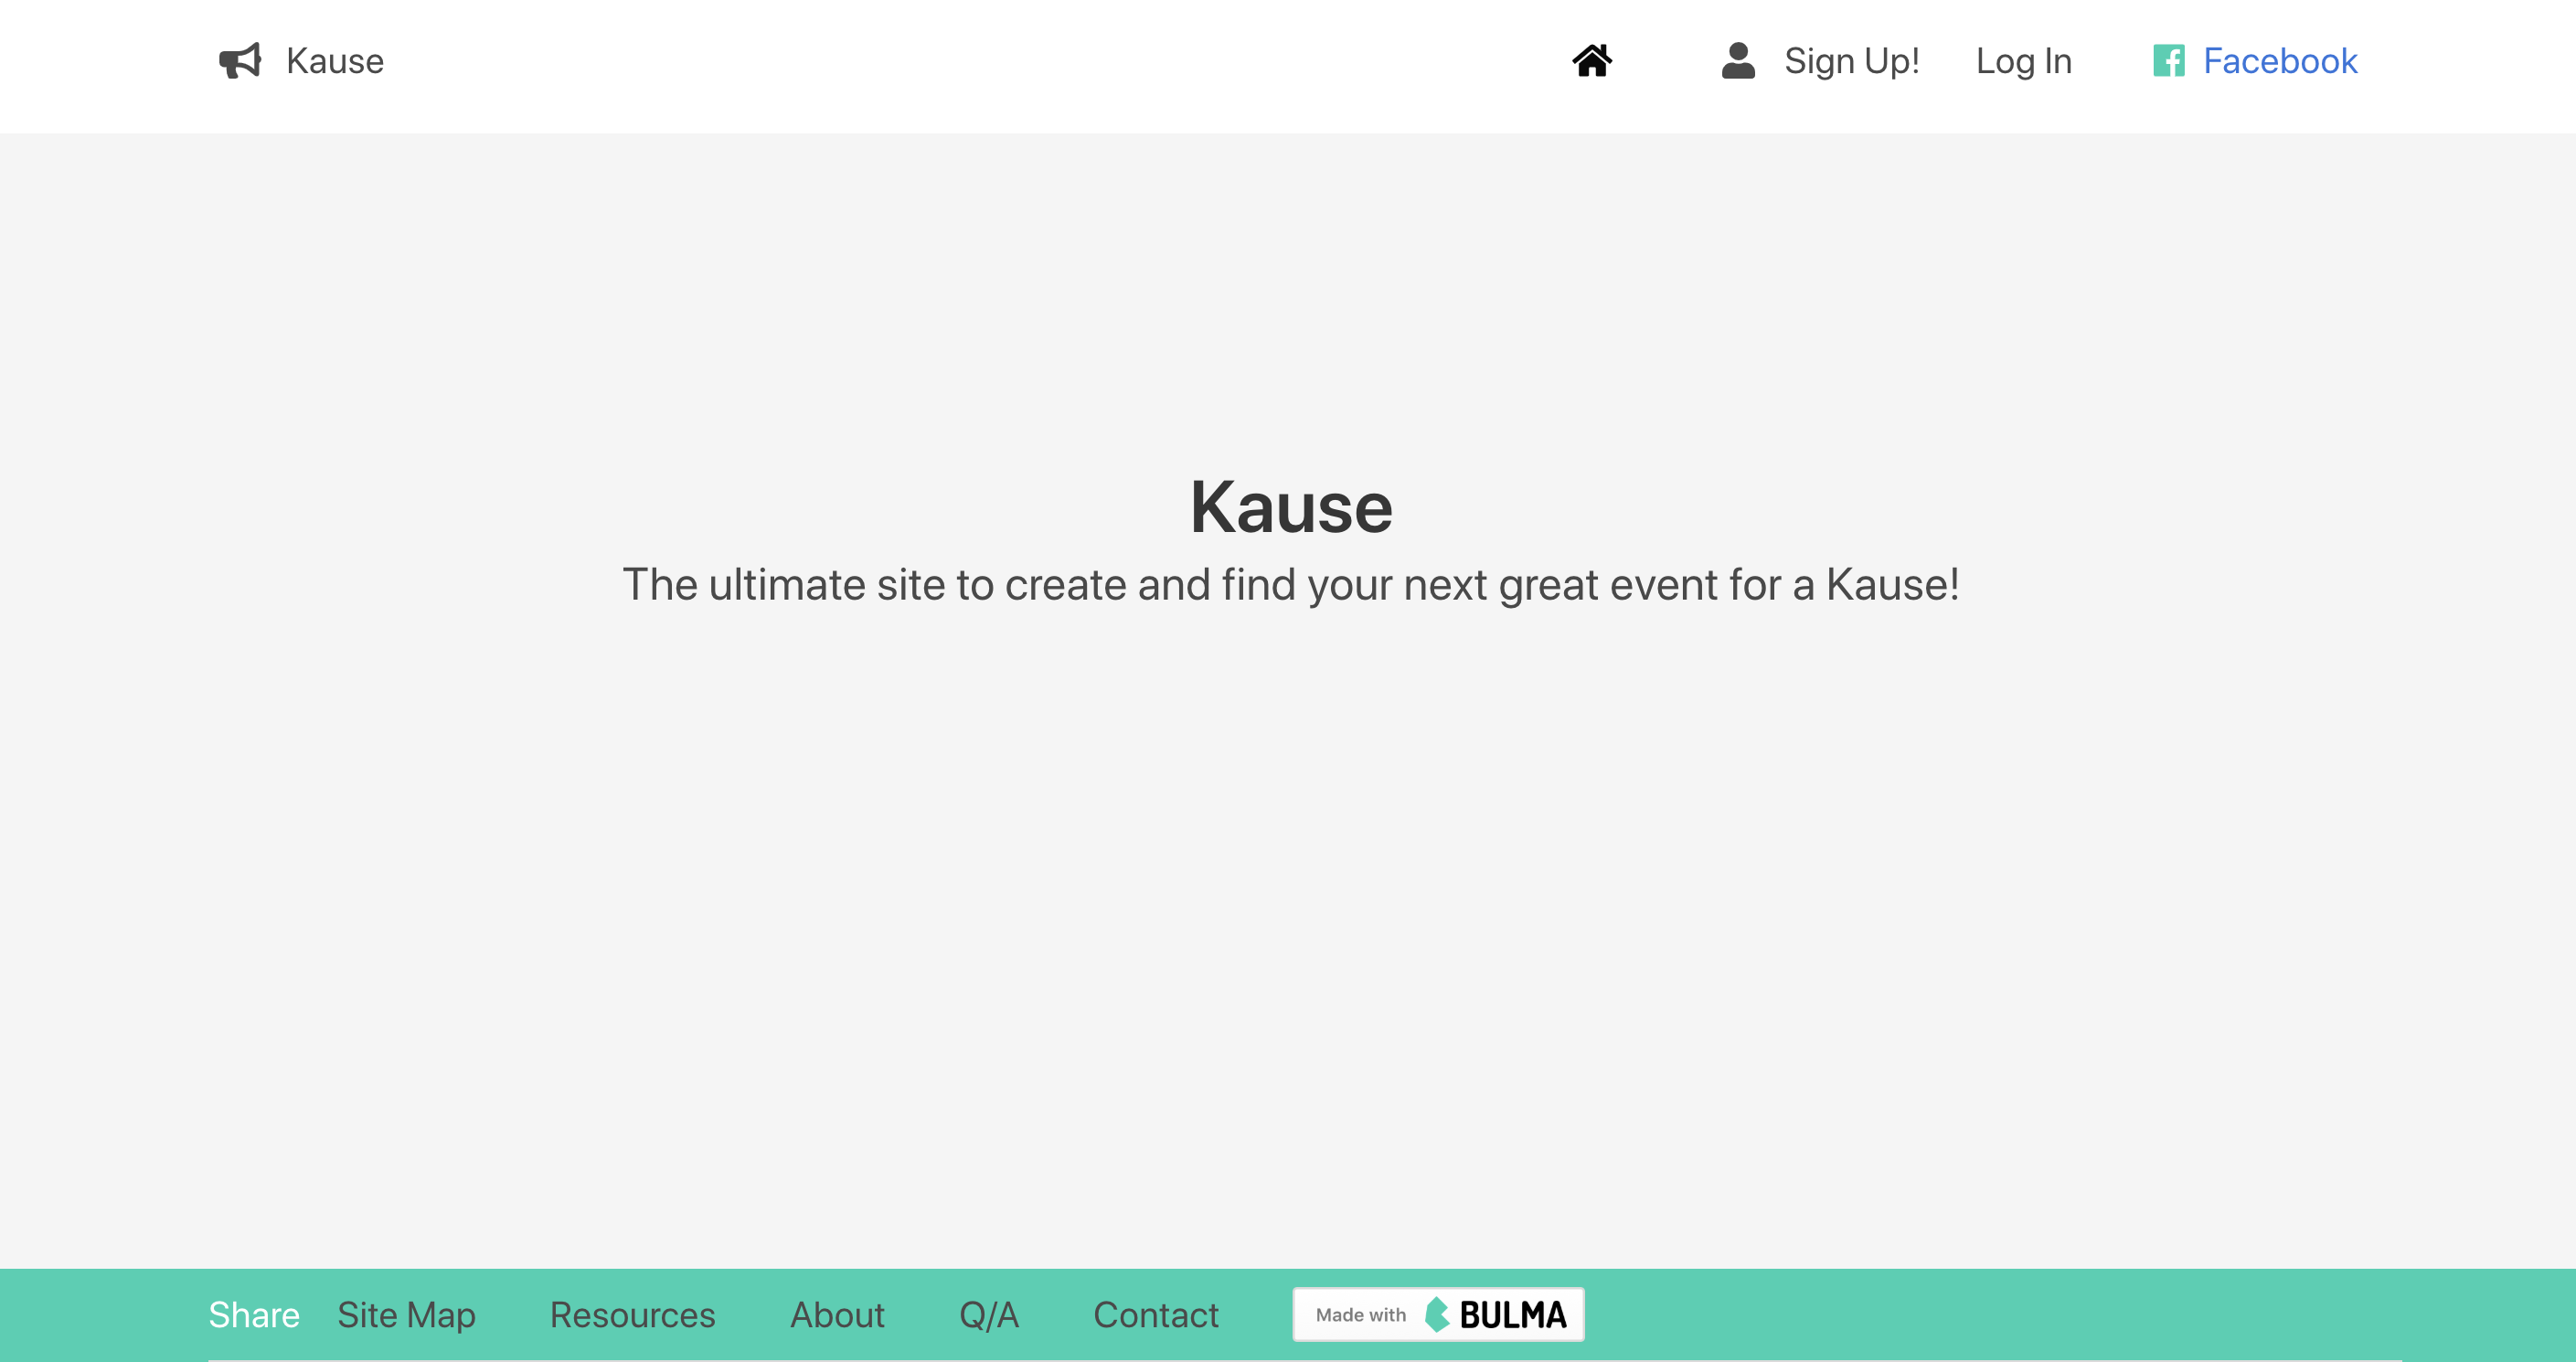 Kause Sign Up! Log In Facebook
Kause
The ultimate site to create and find your next great event for a Kause!
Share Site Map Resources About Q/A Contact Made with BULMA